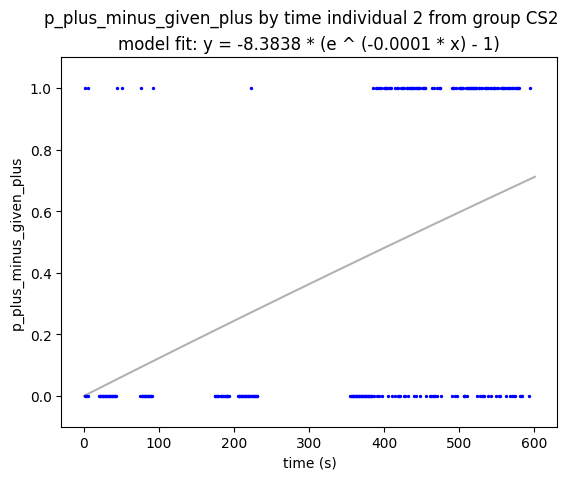 p_plus_minus_given_plus by time individual 2 from group CS2
model fit: y = -8.3838 * (e ^ (-0.0001 * x) - 1)
1.0
0.8
0.6
0.4
0.2
0.0
p_plus_minus_given_plus
0 100 200 300 400 500 600
time (s)